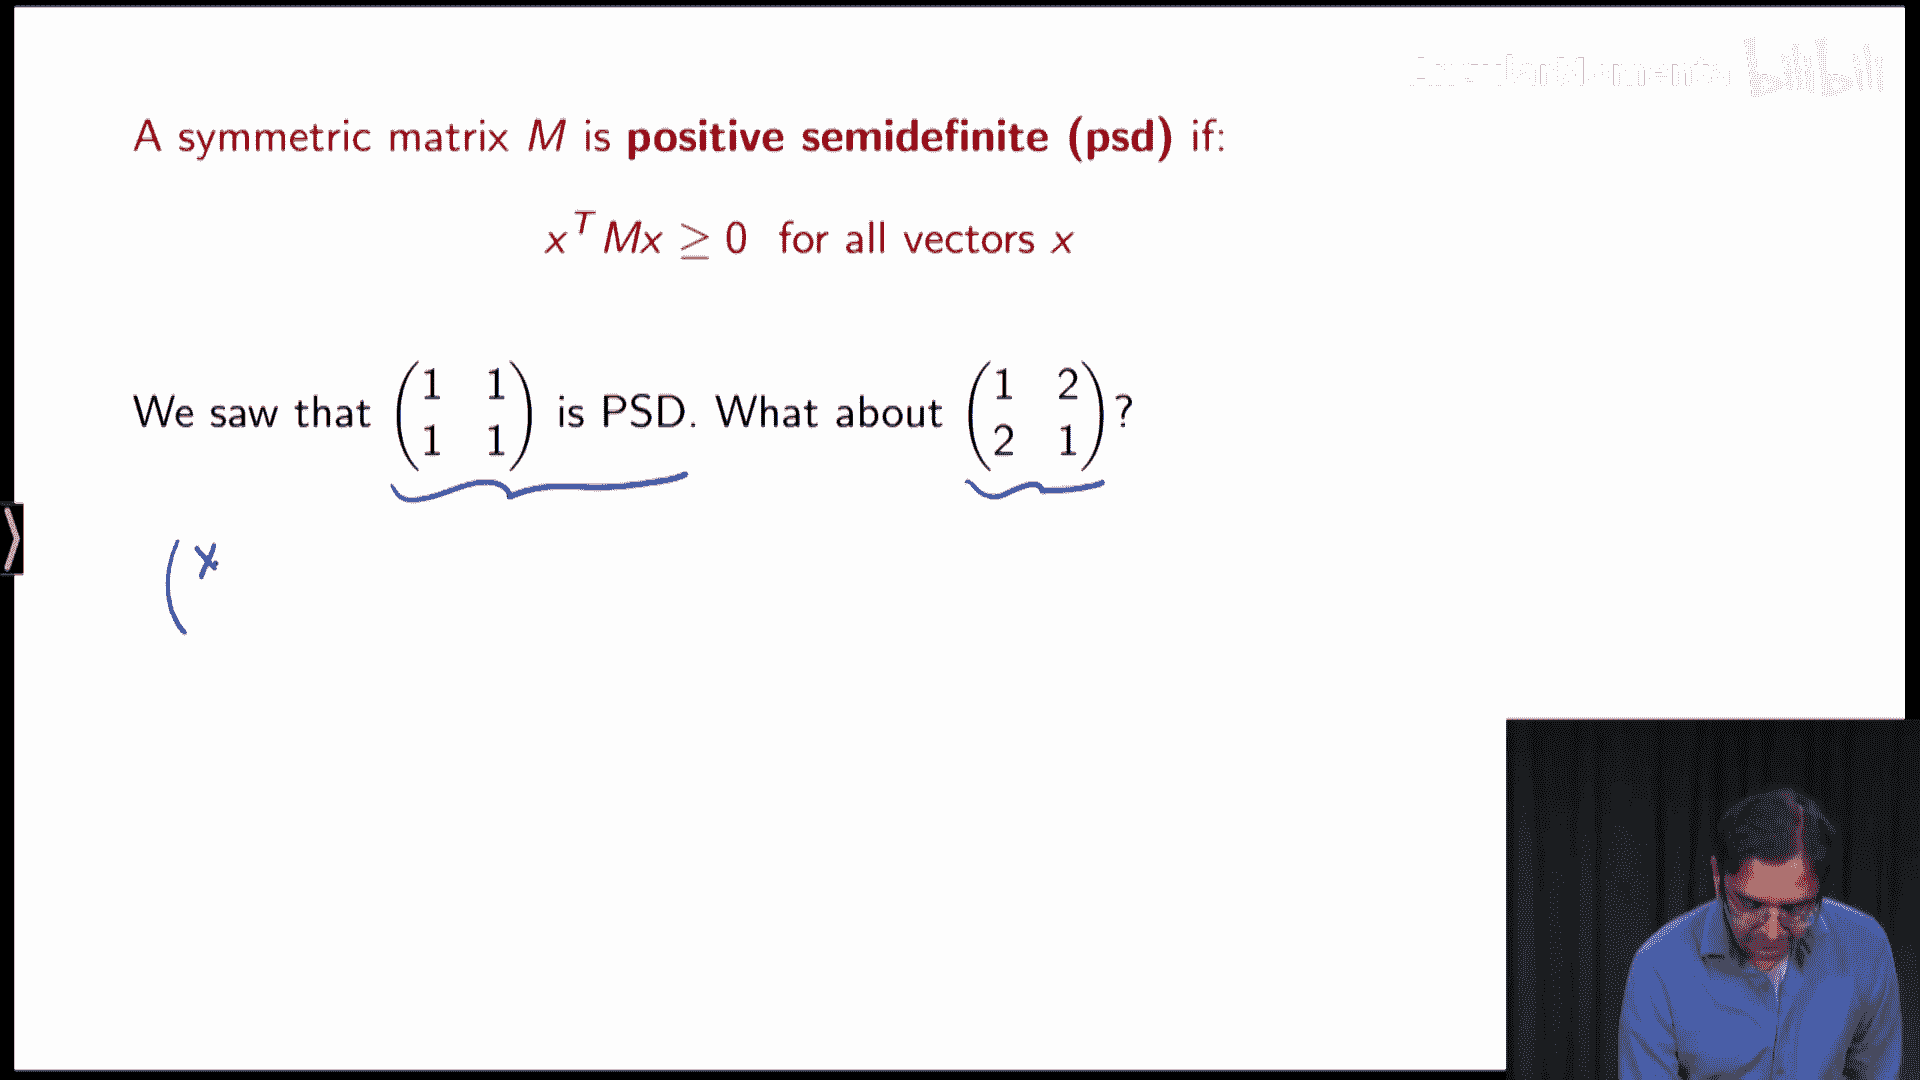 bilibili
A symmetric matrix M is positive semidefinite (psd) if:
x^T Mx ≥ 0 for all vectors x
We saw that (1 1; 1 1) is PSD. What about (1 2; 2 1)?
(x